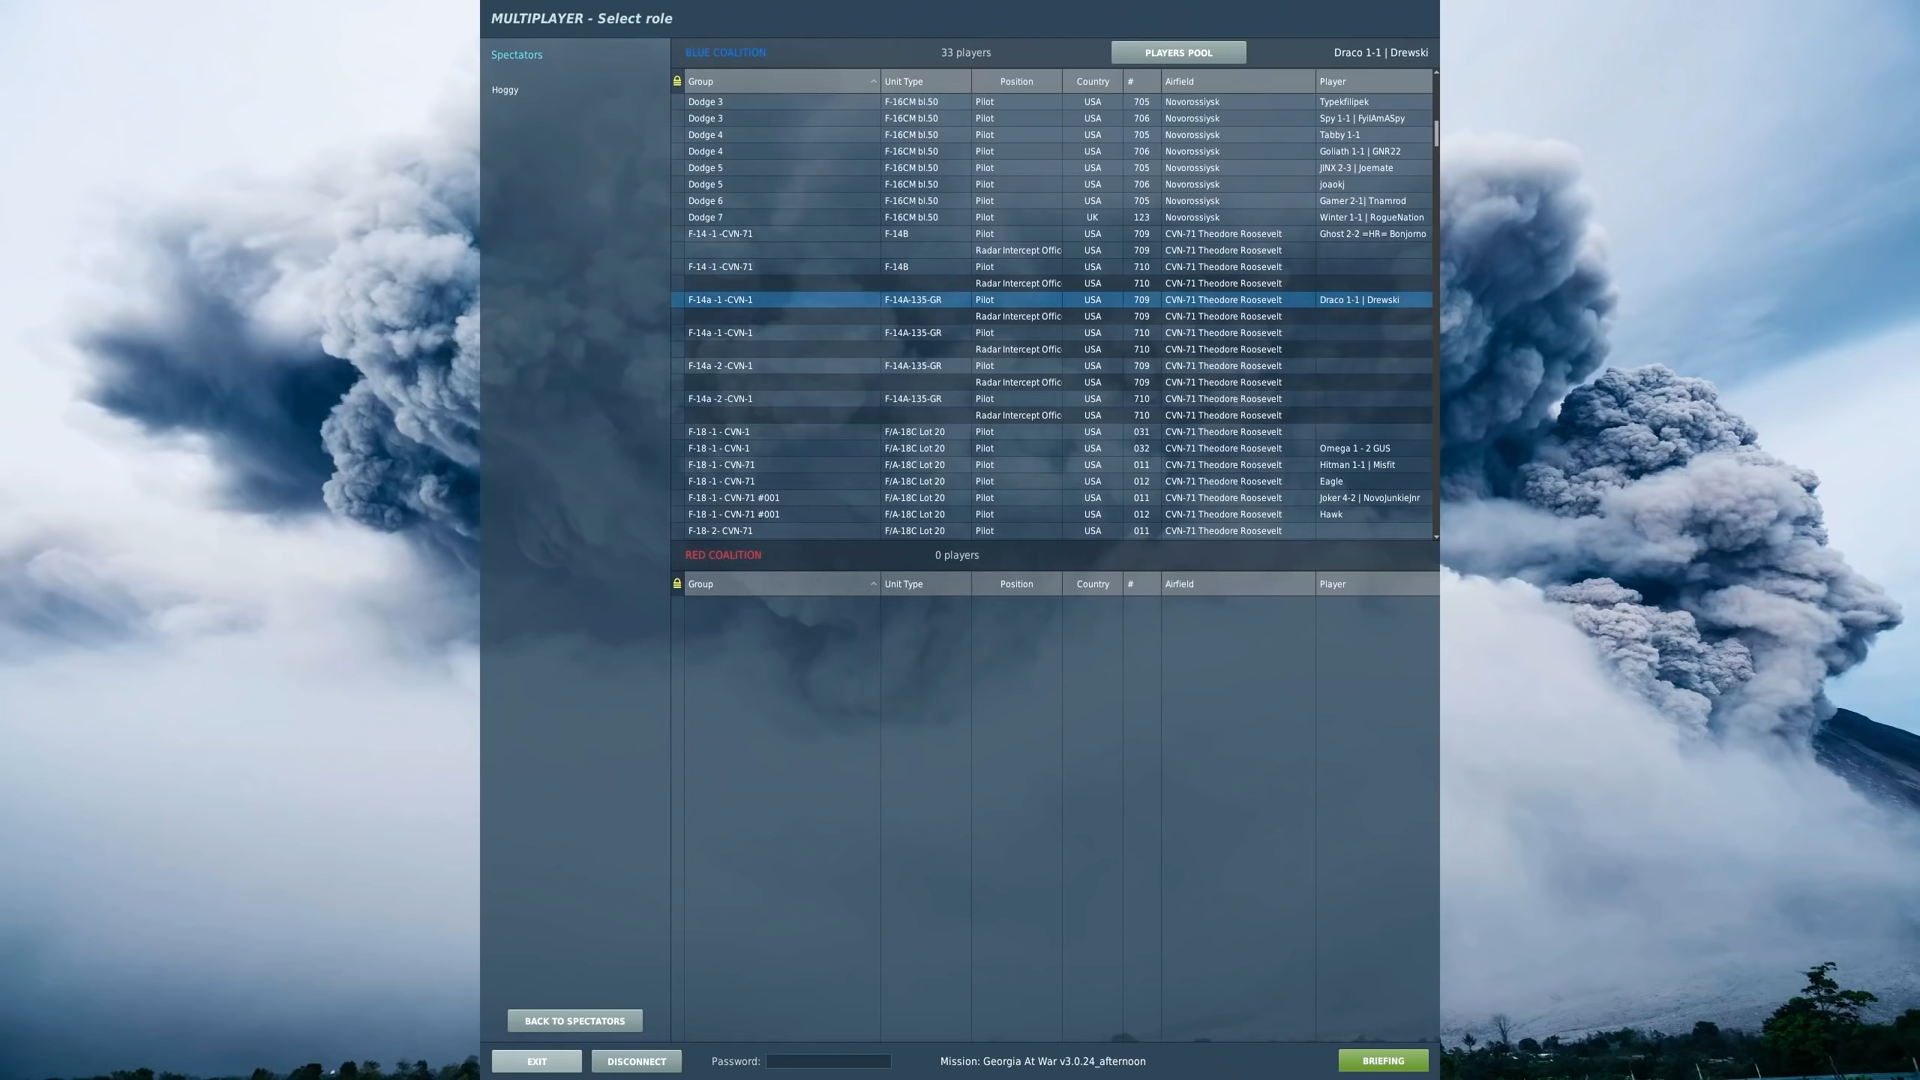 MULTIPLAYER - Select role
Spectators
Hoggy
BLUE COALITION 33 players PLAYERS POOL Draco 1-1 | Drewski
Group Unit Type Position Country # Airfield Player
Dodge 3 F-16CM bl.50 Pilot USA 705 Novorossiysk Typekfilipek
Dodge 3 F-16CM bl.50 Pilot USA 706 Novorossiysk Spy 1-1 | FyilAmASpy
Dodge 4 F-16CM bl.50 Pilot USA 705 Novorossiysk Tabby 1-1
Dodge 4 F-16CM bl.50 Pilot USA 706 Novorossiysk Goliath 1-1 | GNR22
Dodge 5 F-16CM bl.50 Pilot USA 705 Novorossiysk JINX 2-3 | Joemate
Dodge 5 F-16CM bl.50 Pilot USA 706 Novorossiysk joaokj
Dodge 6 F-16CM bl.50 Pilot USA 705 Novorossiysk Gamer 2-1| Tnamrod
Dodge 7 F-16CM bl.50 Pilot UK 123 Novorossiysk Winter 1-1 | RogueNation
F-14 -1 -CVN-71 F-14B Pilot USA 709 CVN-71 Theodore Roosevelt Ghost 2-2 =HR= Bonjorno
Radar Intercept Offic USA 709 CVN-71 Theodore Roosevelt
F-14 -1 -CVN-71 F-14B Pilot USA 710 CVN-71 Theodore Roosevelt
Radar Intercept Offic USA 710 CVN-71 Theodore Roosevelt
F-14a -1 -CVN-1 F-14A-135-GR Pilot USA 709 CVN-71 Theodore Roosevelt Draco 1-1 | Drewski
Radar Intercept Offic USA 709 CVN-71 Theodore Roosevelt
F-14a -1 -CVN-1 F-14A-135-GR Pilot USA 710 CVN-71 Theodore Roosevelt
Radar Intercept Offic USA 710 CVN-71 Theodore Roosevelt
F-14a -2 -CVN-1 F-14A-135-GR Pilot USA 709 CVN-71 Theodore Roosevelt
Radar Intercept Offic USA 709 CVN-71 Theodore Roosevelt
F-14a -2 -CVN-1 F-14A-135-GR Pilot USA 710 CVN-71 Theodore Roosevelt
Radar Intercept Offic USA 710 CVN-71 Theodore Roosevelt
F-18 -1 - CVN-1 F/A-18C Lot 20 Pilot USA 031 CVN-71 Theodore Roosevelt
F-18 -1 - CVN-1 F/A-18C Lot 20 Pilot USA 032 CVN-71 Theodore Roosevelt Omega 1 - 2 GUS
F-18 -1 - CVN-71 F/A-18C Lot 20 Pilot USA 011 CVN-71 Theodore Roosevelt Hitman 1-1 | Misfit
F-18 -1 - CVN-71 F/A-18C Lot 20 Pilot USA 012 CVN-71 Theodore Roosevelt Eagle
F-18 -1 - CVN-71 #001 F/A-18C Lot 20 Pilot USA 011 CVN-71 Theodore Roosevelt Joker 4-2 | NovoJunkieJnr
F-18 -1 - CVN-71 #001 F/A-18C Lot 20 Pilot USA 012 CVN-71 Theodore Roosevelt Hawk
F-18- 2- CVN-71 F/A-18C Lot 20 Pilot USA 011 CVN-71 Theodore Roosevelt
RED COALITION 0 players
Group Unit Type Position Country # Airfield Player
BACK TO SPECTATORS
EXIT DISCONNECT Password: Mission: Georgia At War v3.0.24_afternoon BRIEFING